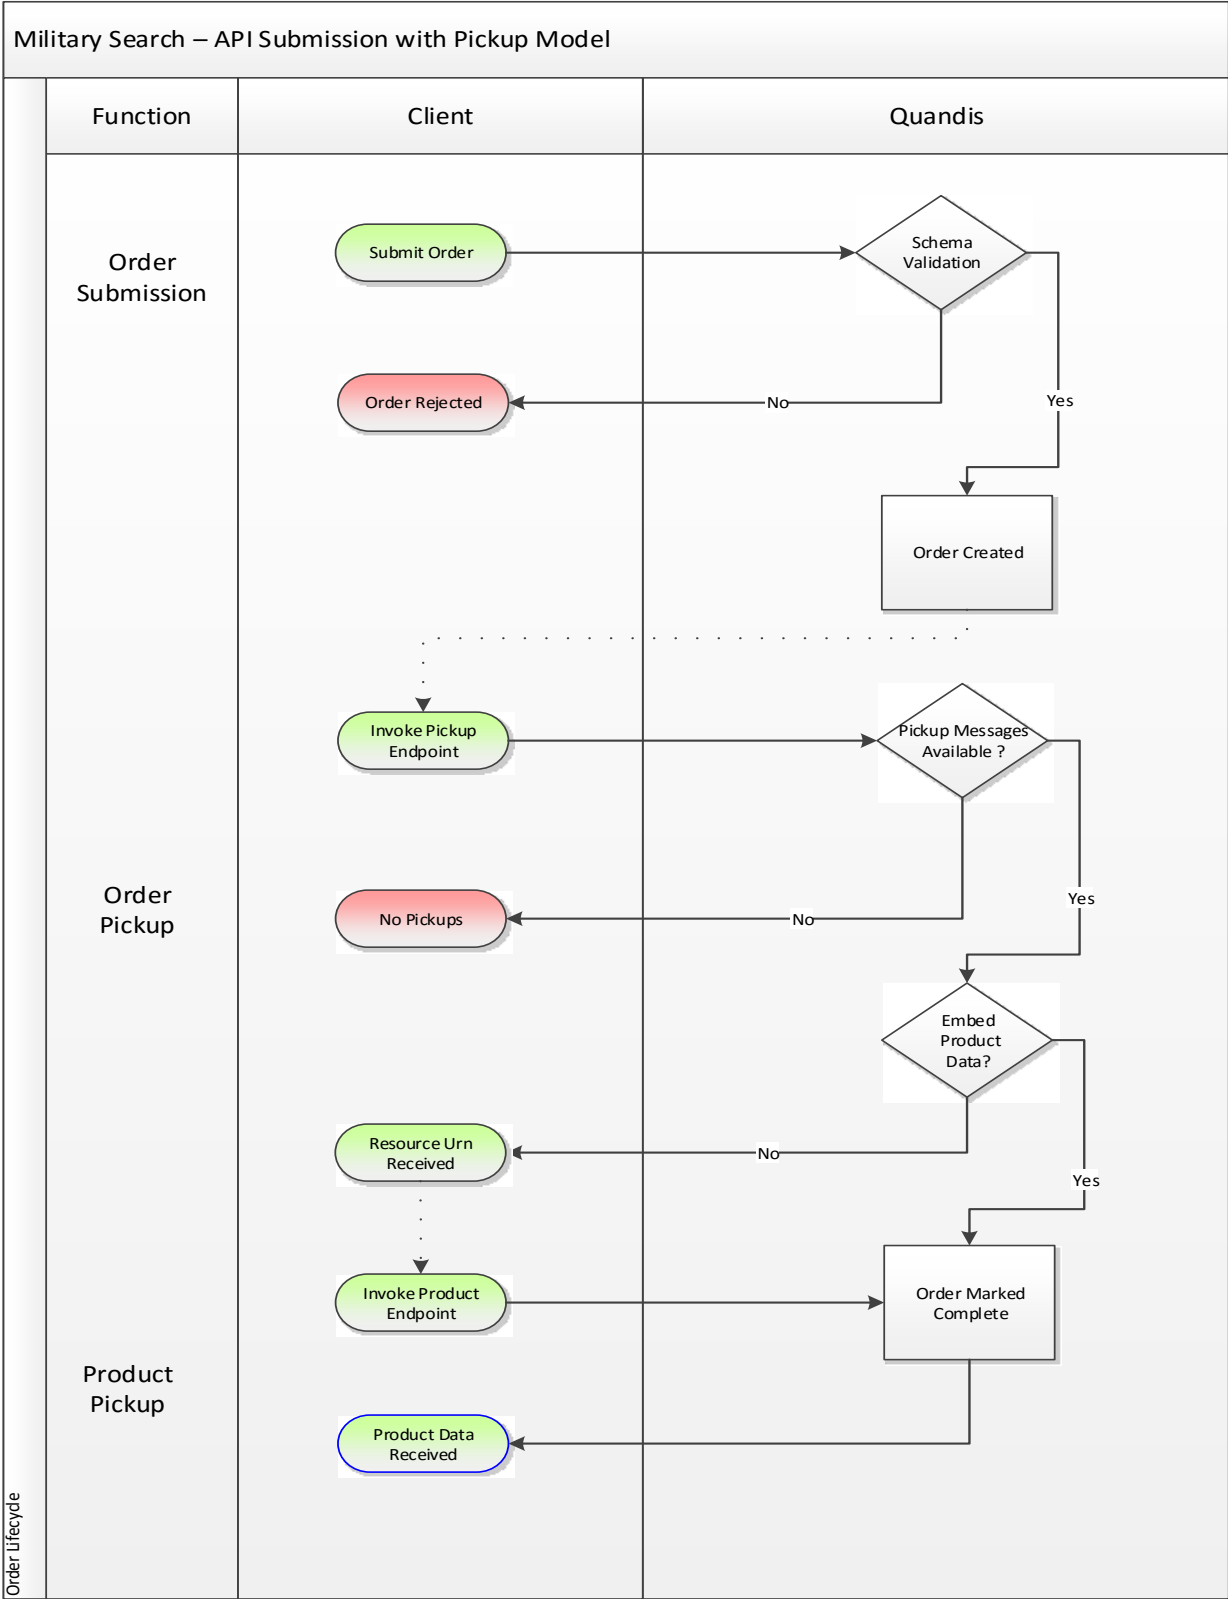 Military Search – API Submission with Pickup Model
Function
Client
Quandis
Order
Submission
Submit Order
Schema
Validation
Order Rejected
No
Yes
Order Created
Invoke Pickup
Endpoint
Pickup Messages
Available ?
Order
Pickup
No Pickups
No
Yes
Embed
Product
Data?
Resource Urn
Received
No
Yes
Invoke Product
Endpoint
Order Marked
Complete
Product
Pickup
Product Data
Received
Order Lifecycle